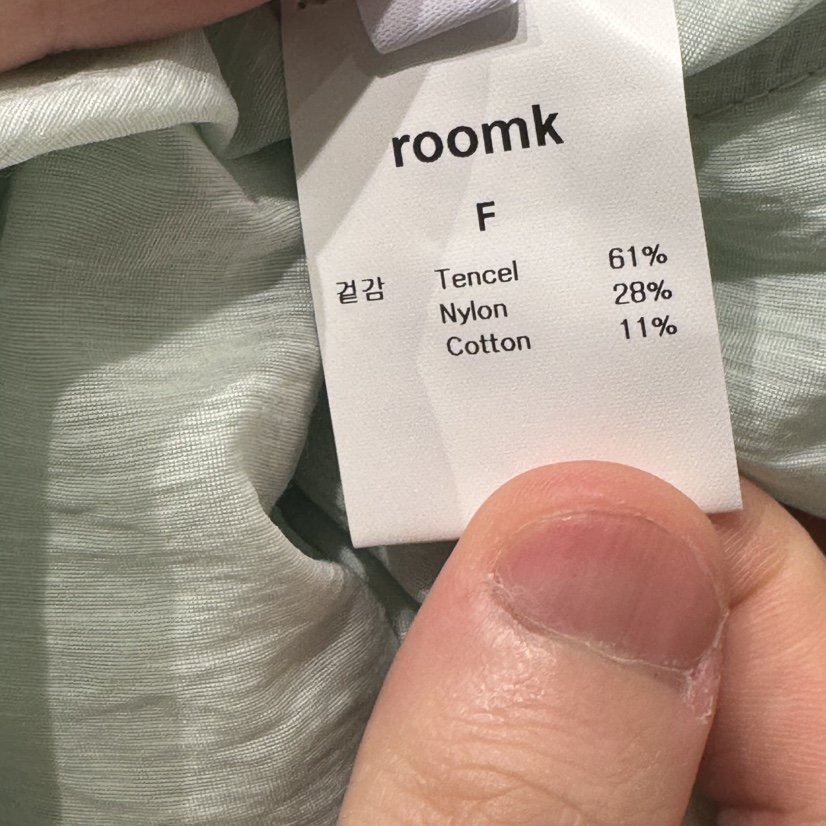 roomk
F
겉감 Tencel 61%
Nylon 28%
Cotton 11%